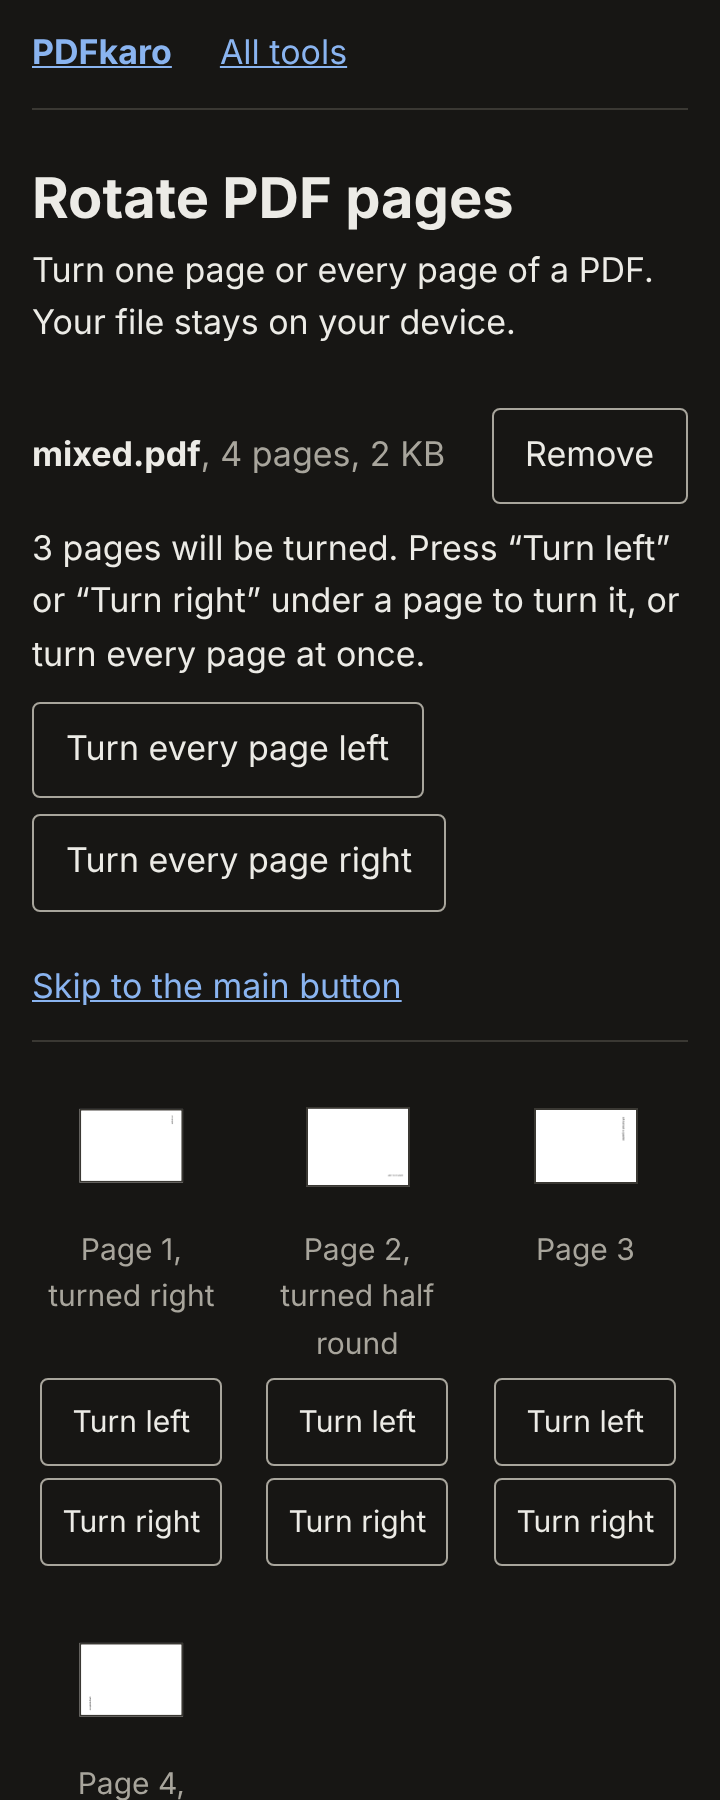 PDFkaro All tools
Rotate PDF pages
Turn one page or every page of a PDF.
Your file stays on your device.
mixed.pdf, 4 pages, 2 KB Remove
3 pages will be turned. Press “Turn left”
or “Turn right” under a page to turn it, or
turn every page at once.
Turn every page left
Turn every page right
Skip to the main button
Page 1,
turned right
Page 2,
turned half
round
Page 3
Turn left Turn left Turn left
Turn right Turn right Turn right
Page 4,